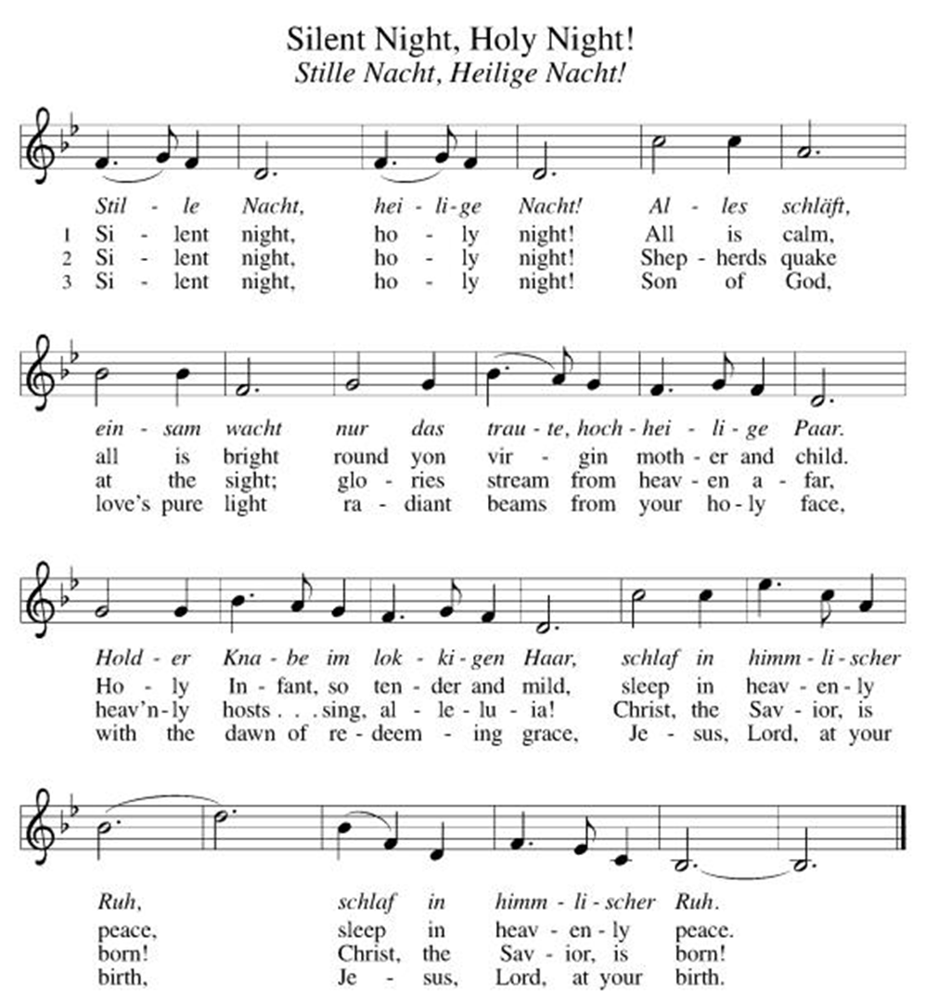 Silent Night, Holy Night!
Stille Nacht, Heilige Nacht!
Stil - le Nacht, hei - li - ge Nacht! Al - les schläft,
1 Si - lent night, ho - ly night! All is calm,
2 Si - lent night, ho - ly night! Shep - herds quake
3 Si - lent night, ho - ly night! Son of God,
ein - sam wacht nur das trau - te, hoch - hei - li - ge Paar.
all is bright round yon vir - gin moth - er and child.
at the sight; glo - ries stream from heav - en a - far,
love's pure light ra - diant beams from your ho - ly face,
Hold - er Kna - be im lok - ki - gen Haar, schlaf in himm - li - scher
Ho - ly In - fant, so ten - der and mild, sleep in heav - en - ly
heav'n - ly hosts . . . sing, al - le - lu - ia! Christ, the Sav - ior, is
with the dawn of re - deem - ing grace, Je - sus, Lord, at your
Ruh, schlaf in himm - li - scher Ruh.
peace, sleep in heav - en - ly peace.
born! Christ, the Sav - ior, is born!
birth, Je - sus, Lord, at your birth.